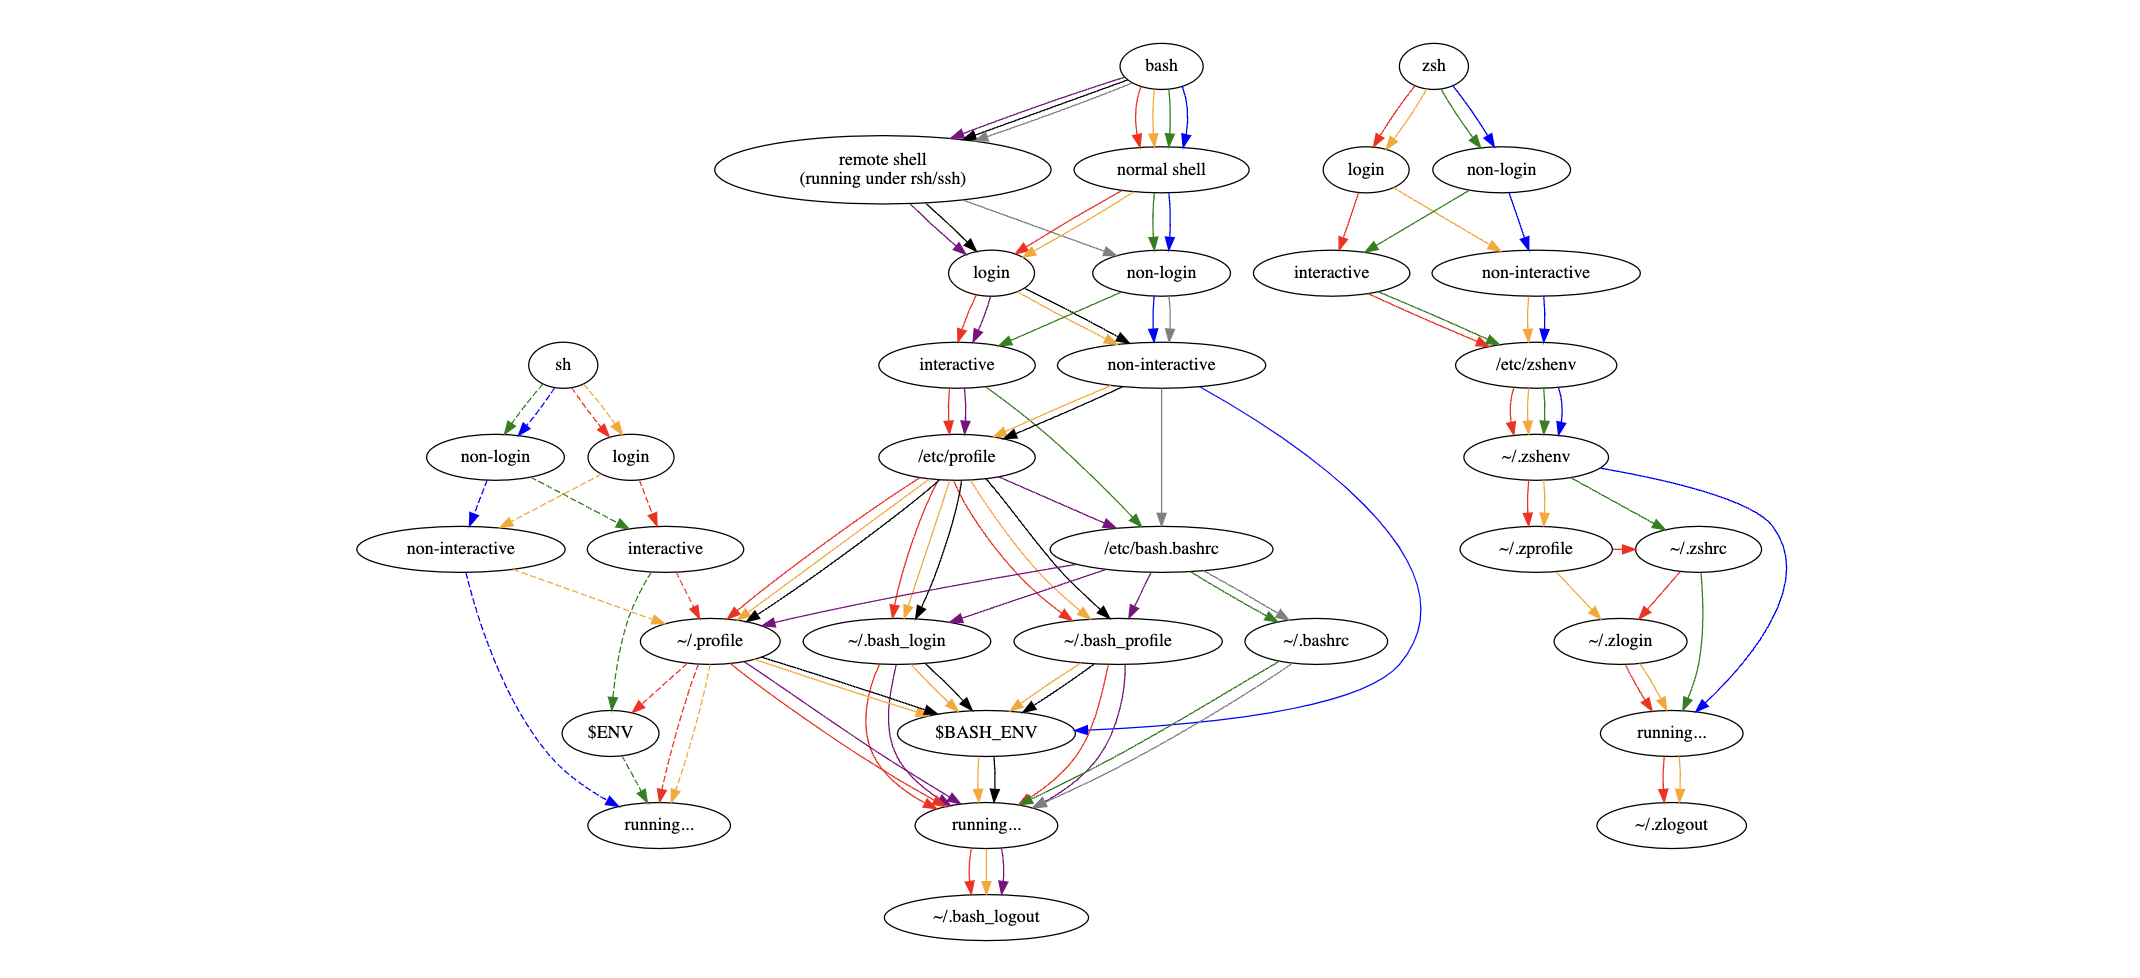 bash
zsh
remote shell
(running under rsh/ssh)
normal shell
login
non-login
login
non-login
interactive
non-interactive
sh
interactive
non-interactive
/etc/zshenv
non-login
login
/etc/profile
~/.zshenv
non-interactive
interactive
/etc/bash.bashrc
~/.zprofile
~/.zshrc
~/.profile
~/.bash_login
~/.bash_profile
~/.bashrc
~/.zlogin
$ENV
$BASH_ENV
running...
running...
running...
~/.zlogout
~/.bash_logout